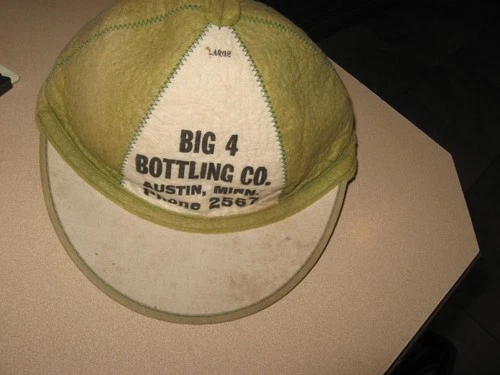 LARGE
BIG 4
BOTTLING CO.
AUSTIN, MINN.
Phone 2567